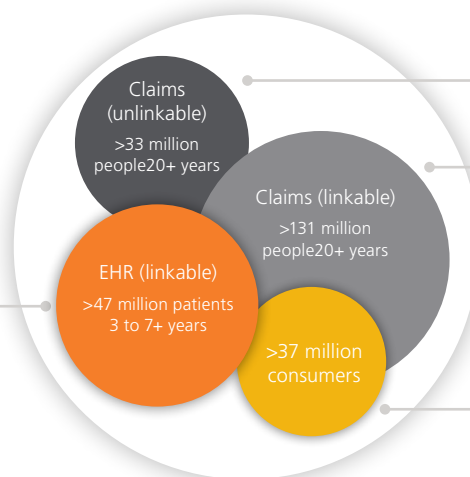 Claims
(unlinkable)
>33 million
people20+ years
Claims (linkable)
>131 million
people20+ years
EHR (linkable)
>47 million patients
3 to 7+ years
>37 million
consumers